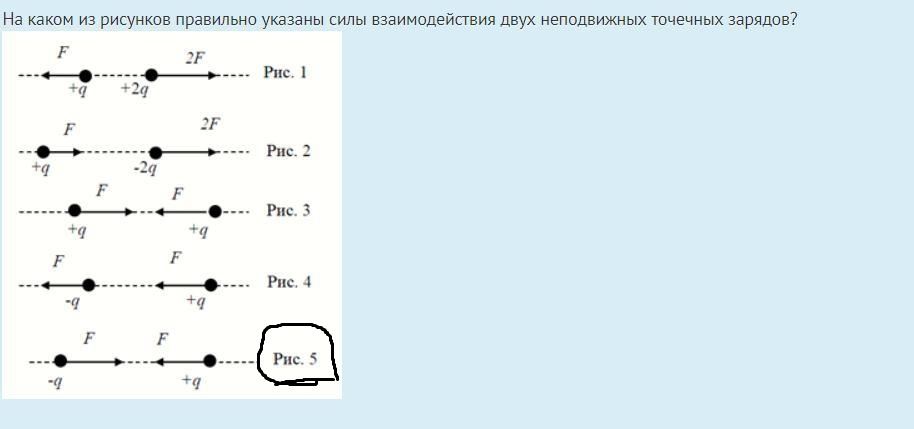 На каком из рисунков правильно указаны силы взаимодействия двух неподвижных точечных зарядов?
F 2F
Рис. 1
+q +2q
F 2F
Рис. 2
+q -2q
F F
Рис. 3
+q +q
F F
Рис. 4
-q +q
F F
Рис. 5
-q +q